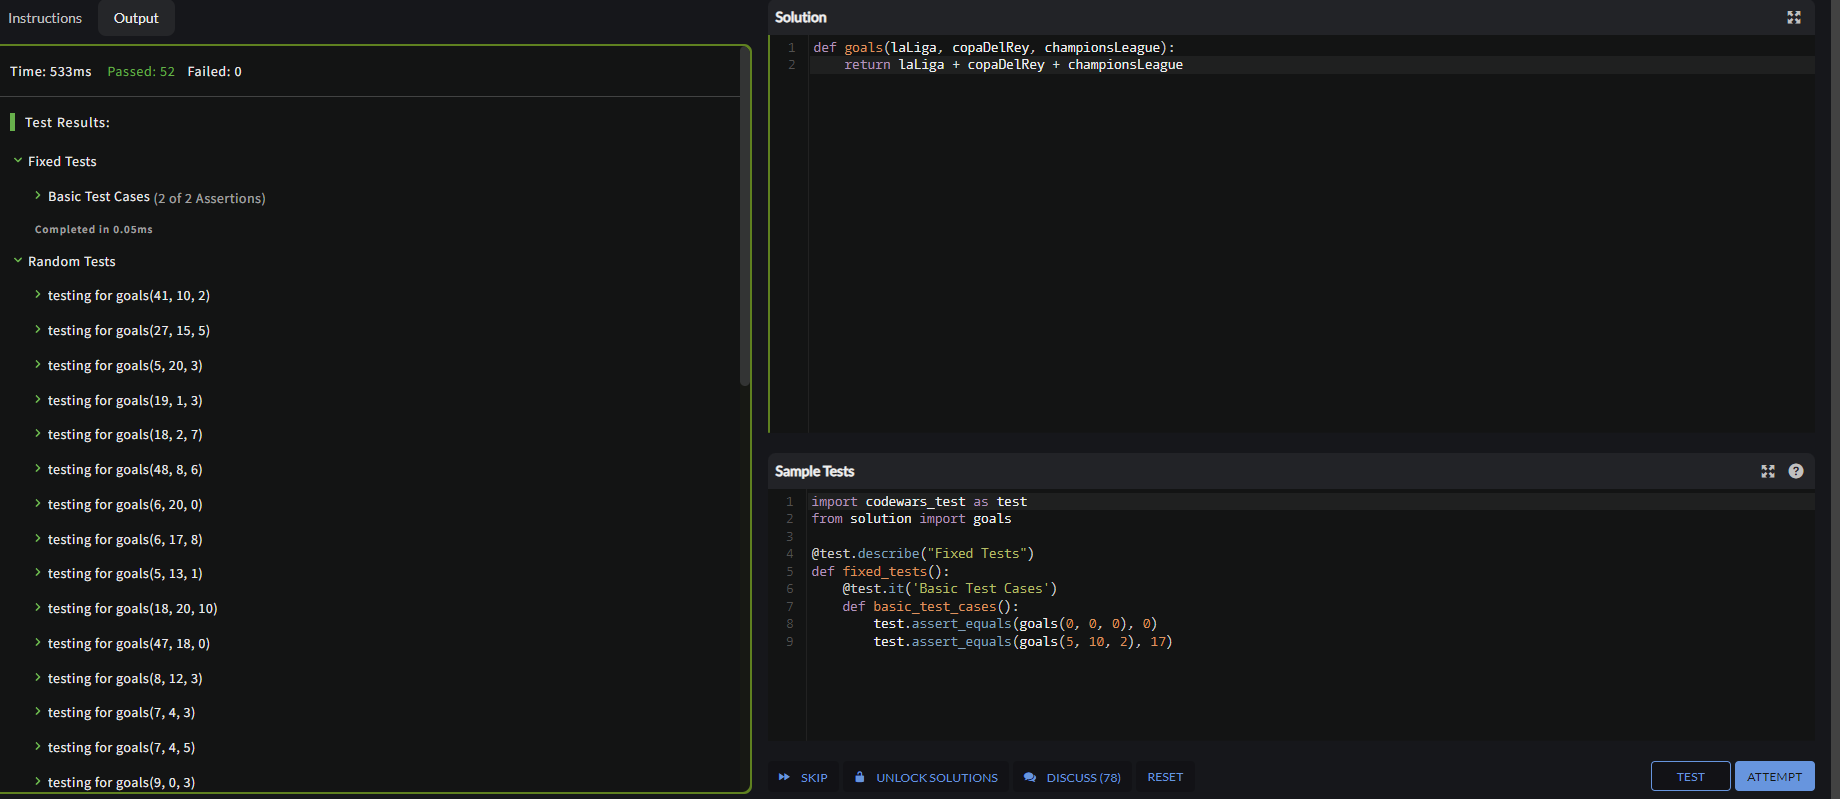 Instructions
Output
Time: 533ms Passed: 52 Failed: 0
Test Results:
Fixed Tests
Basic Test Cases (2 of 2 Assertions)
Completed in 0.05ms
Random Tests
testing for goals(41, 10, 2)
testing for goals(27, 15, 5)
testing for goals(5, 20, 3)
testing for goals(19, 1, 3)
testing for goals(18, 2, 7)
testing for goals(48, 8, 6)
testing for goals(6, 20, 0)
testing for goals(6, 17, 8)
testing for goals(5, 13, 1)
testing for goals(18, 20, 10)
testing for goals(47, 18, 0)
testing for goals(8, 12, 3)
testing for goals(7, 4, 3)
testing for goals(7, 4, 5)
testing for goals(9, 0, 3)
Solution
1 def goals(laLiga, copaDelRey, championsLeague):
2     return laLiga + copaDelRey + championsLeague
Sample Tests
?
1 import codewars_test as test
2 from solution import goals
3
4 @test.describe("Fixed Tests")
5 def fixed_tests():
6     @test.it('Basic Test Cases')
7     def basic_test_cases():
8         test.assert_equals(goals(0, 0, 0), 0)
9         test.assert_equals(goals(5, 10, 2), 17)
SKIP
UNLOCK SOLUTIONS
DISCUSS (78)
RESET
TEST
ATTEMPT